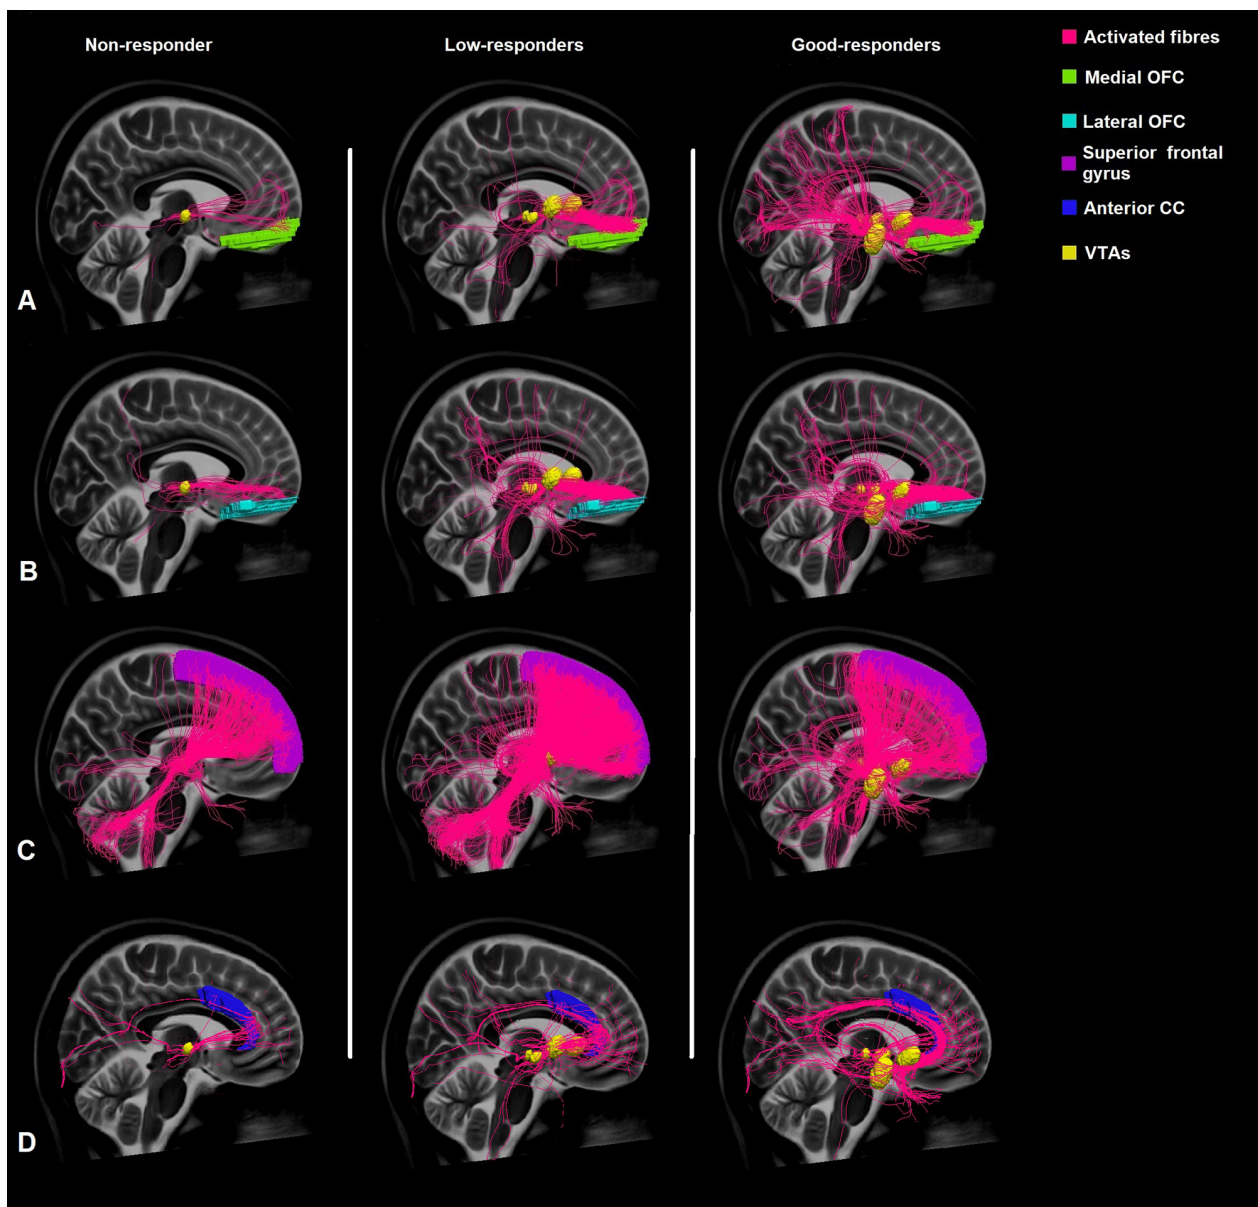 Non-responder
Low-responders
Good-responders
Activated fibres
Medial OFC
Lateral OFC
Superior frontal
gyrus
Anterior CC
VTAs
A
B
C
D